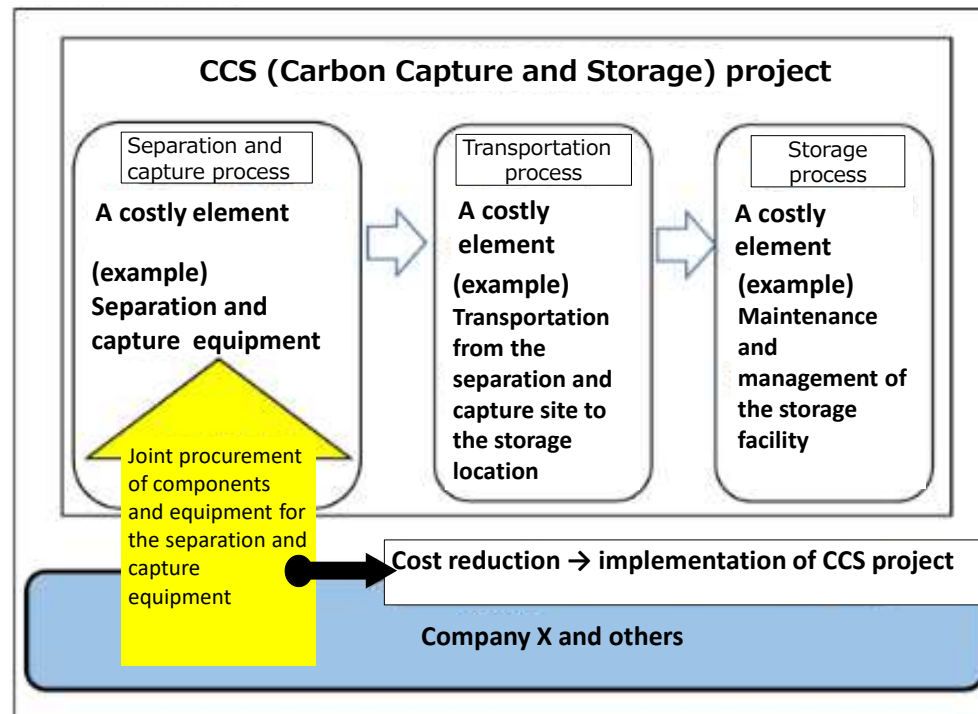 CCS (Carbon Capture and Storage) project
Separation and
capture process
A costly element
(example)
Separation and
capture equipment
Transportation
process
A costly
element
(example)
Transportation
from the
separation and
capture site to
the storage
location
Storage
process
A costly
element
(example)
Maintenance
and
management of
the storage
facility
Joint procurement
of components
and equipment for
the separation and
capture
equipment
Cost reduction → implementation of CCS project
Company X and others